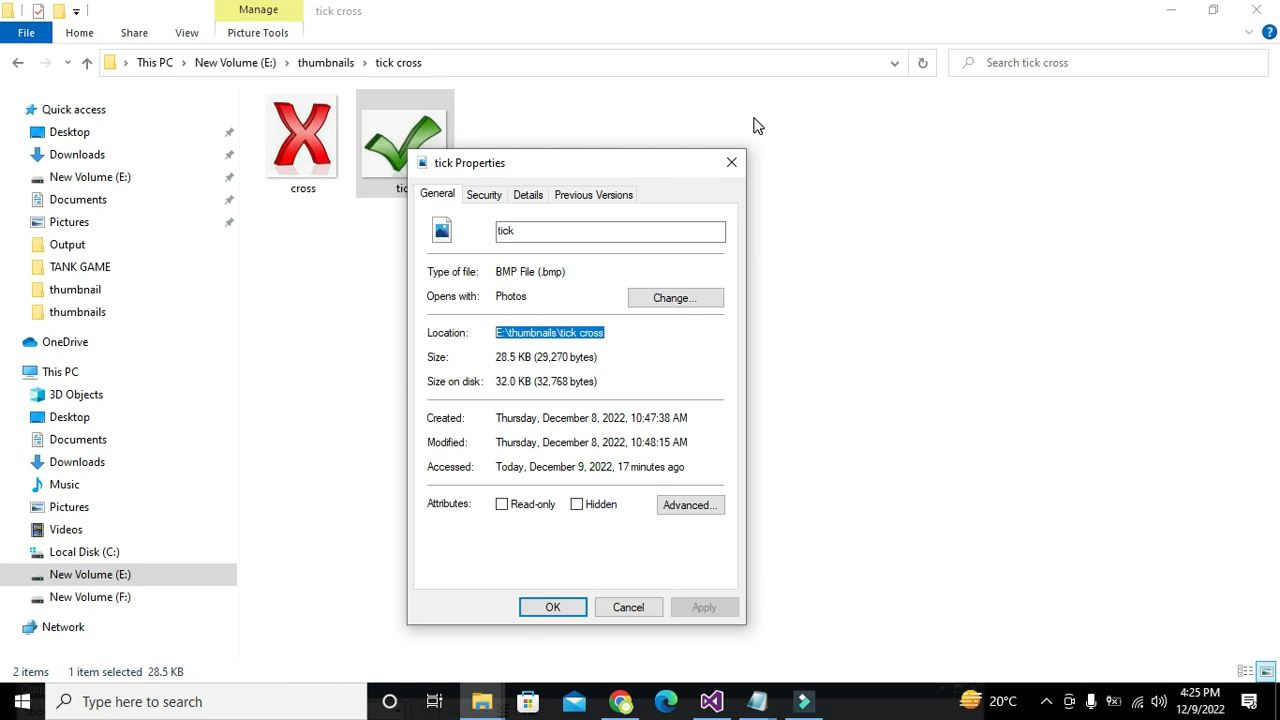 Manage
tick cross
File
Home
Share
View
Picture Tools
This PC
New Volume (E:)
thumbnails
tick cross
Search tick cross
Quick access
Desktop
Downloads
New Volume (E:)
Documents
Pictures
Output
TANK GAME
thumbnail
thumbnails
OneDrive
This PC
3D Objects
Desktop
Documents
Downloads
Music
Pictures
Videos
Local Disk (C:)
New Volume (E:)
New Volume (F:)
Network
cross
tic
tick Properties
General
Security
Details
Previous Versions
tick
Type of file: BMP File (.bmp)
Opens with: Photos
Change...
Location: E:\thumbnails\tick cross
Size: 28.5 KB (29,270 bytes)
Size on disk: 32.0 KB (32,768 bytes)
Created: Thursday, December 8, 2022, 10:47:38 AM
Modified: Thursday, December 8, 2022, 10:48:15 AM
Accessed: Today, December 9, 2022, 17 minutes ago
Attributes: Read-only Hidden
Advanced...
OK
Cancel
Apply
2 items 1 item selected 28.5 KB
Type here to search
20°C
4:25 PM
12/9/2022